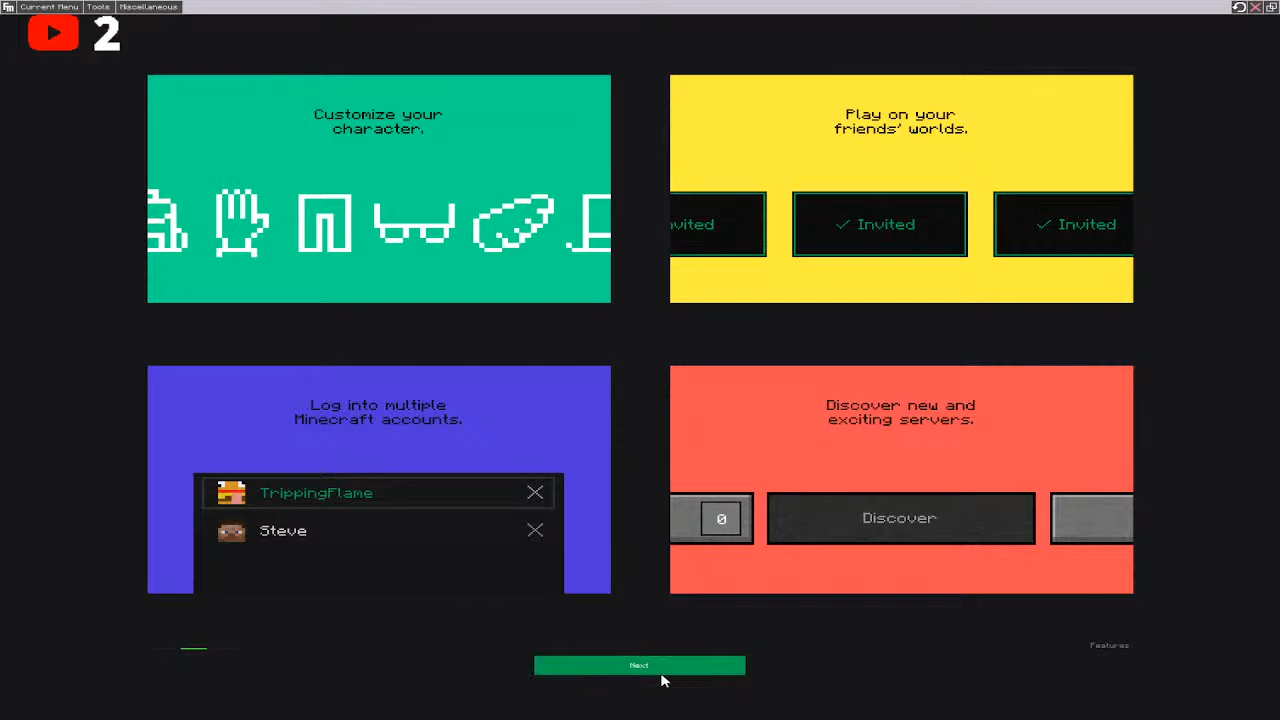 Fm Current Menu Tools Miscellaneous
2
Customize your
character.
Play on your
friends' worlds.
nvited
✓ Invited
✓ Invited
Log into multiple
Minecraft accounts.
TrippingFlame
Steve
Discover new and
exciting servers.
0
Discover
Features
Next